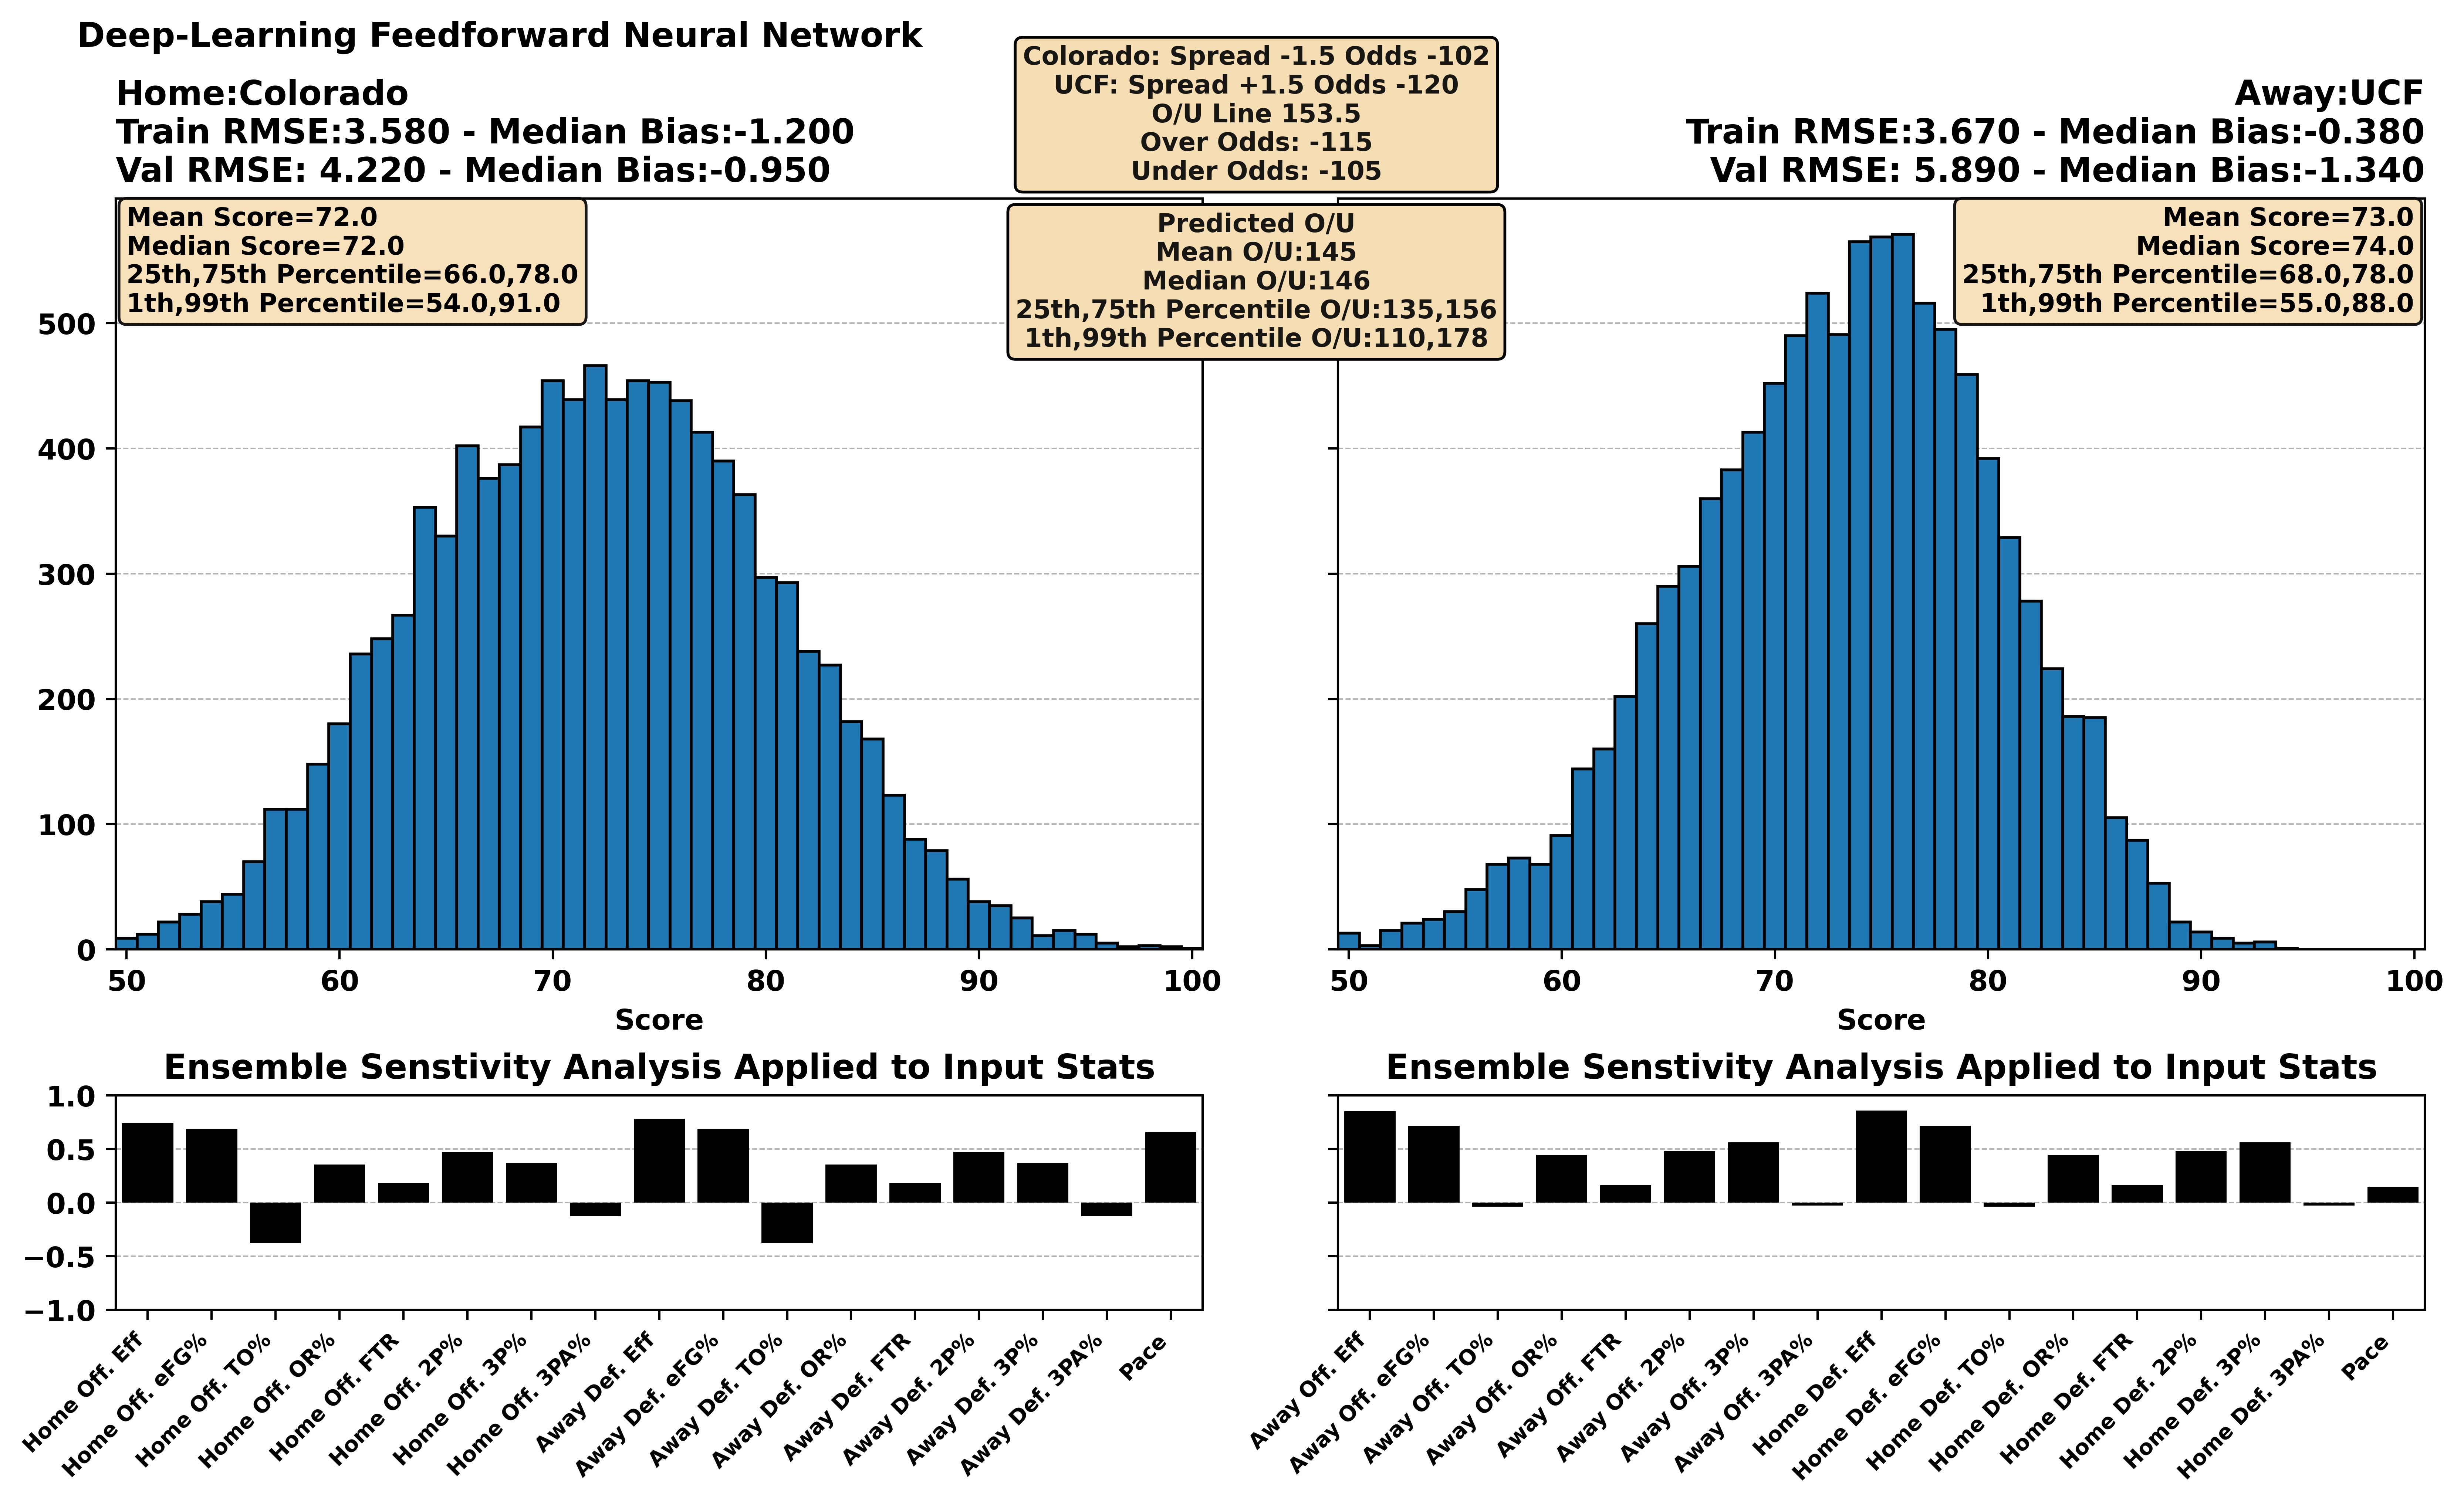 Deep-Learning Feedforward Neural Network
Home:Colorado
Train RMSE:3.580 - Median Bias:-1.200
Val RMSE: 4.220 - Median Bias:-0.950
Colorado: Spread -1.5 Odds -102
UCF: Spread +1.5 Odds -120
O/U Line 153.5
Over Odds: -115
Under Odds: -105
Away:UCF
Train RMSE:3.670 - Median Bias:-0.380
Val RMSE: 5.890 - Median Bias:-1.340
Mean Score=72.0
Median Score=72.0
25th,75th Percentile=66.0,78.0
1th,99th Percentile=54.0,91.0
Predicted O/U
Mean O/U:145
Median O/U:146
25th,75th Percentile O/U:135,156
1th,99th Percentile O/U:110,178
Mean Score=73.0
Median Score=74.0
25th,75th Percentile=68.0,78.0
1th,99th Percentile=55.0,88.0
500
400
300
200
100
0
50 60 70 80 90 100
Score
50 60 70 80 90 100
Score
Ensemble Senstivity Analysis Applied to Input Stats
1.0
0.5
0.0
−0.5
−1.0
Home Off. Eff
Home Off. eFG%
Home Off. TO%
Home Off. OR%
Home Off. FTR
Home Off. 2P%
Home Off. 3P%
Home Off. 3PA%
Away Def. Eff
Away Def. eFG%
Away Def. TO%
Away Def. OR%
Away Def. FTR
Away Def. 2P%
Away Def. 3P%
Away Def. 3PA%
Pace
Ensemble Senstivity Analysis Applied to Input Stats
Away Off. Eff
Away Off. eFG%
Away Off. TO%
Away Off. OR%
Away Off. FTR
Away Off. 2P%
Away Off. 3P%
Away Off. 3PA%
Home Def. Eff
Home Def. eFG%
Home Def. TO%
Home Def. OR%
Home Def. FTR
Home Def. 2P%
Home Def. 3P%
Home Def. 3PA%
Pace